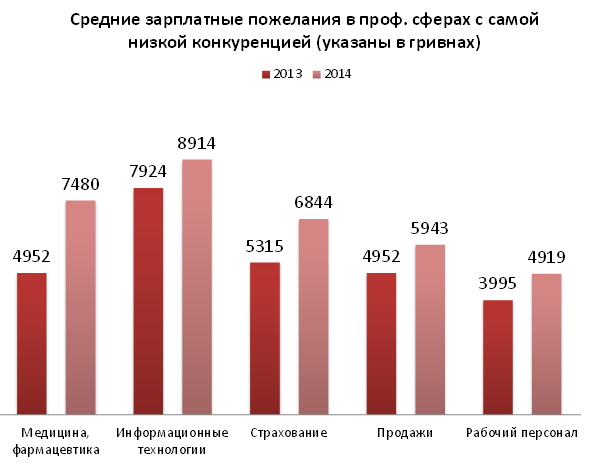 Средние зарплатные пожелания в проф. сферах с самой
низкой конкуренцией (указаны в гривнах)
2013 2014
8914
7924
7480
6844
5943
5315
4952 4952 4919
3995
Медицина, Информационные Страхование Продажи Рабочий персонал
фармацевтика технологии